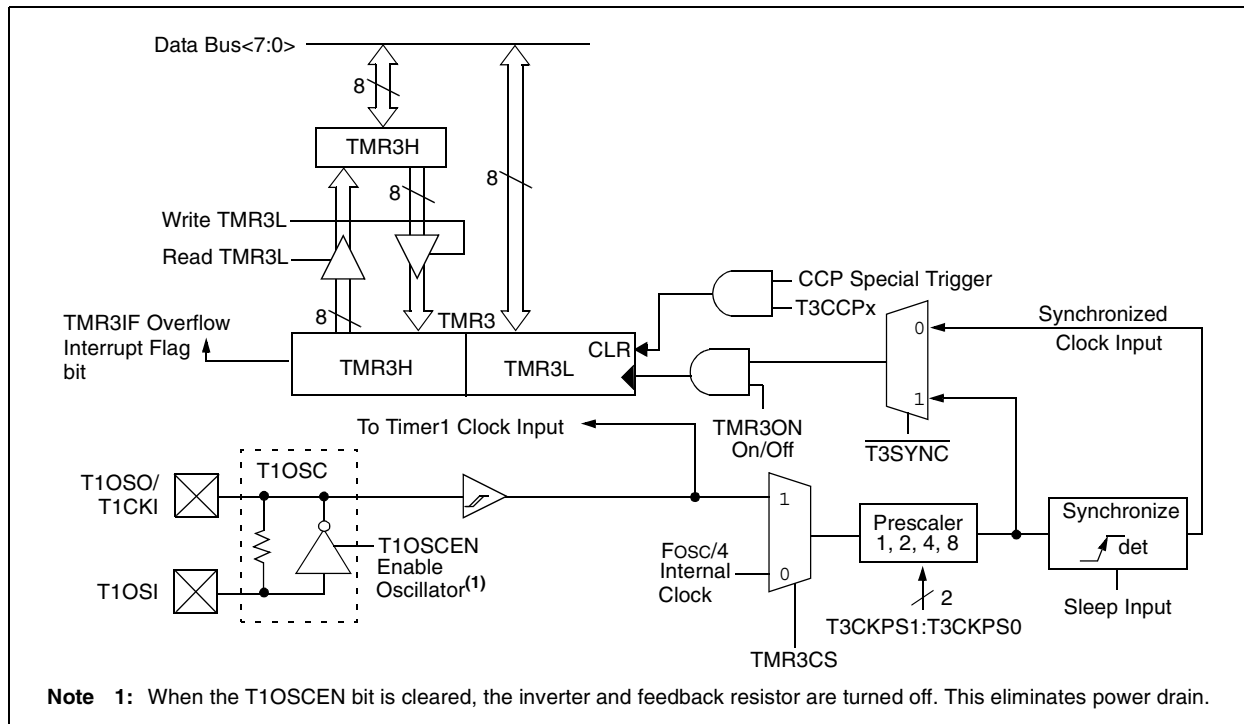 Data Bus<7:0>
8
TMR3H
8
8
Write TMR3L
Read TMR3L
CCP Special Trigger
T3CCPx
8
TMR3
TMR3IF Overflow
Interrupt Flag
bit
TMR3H
TMR3L
CLR
0
1
Synchronized
Clock Input
To Timer1 Clock Input
TMR3ON
On/Off
T3SYNC
T1OSC
T1OSO/
T1CKI
T1OSI
T1OSCEN
Enable
Oscillator(1)
1
0
FOSC/4
Internal
Clock
Prescaler
1, 2, 4, 8
Synchronize
det
2
T3CKPS1:T3CKPS0
Sleep Input
TMR3CS
Note 1: When the T1OSCEN bit is cleared, the inverter and feedback resistor are turned off. This eliminates power drain.